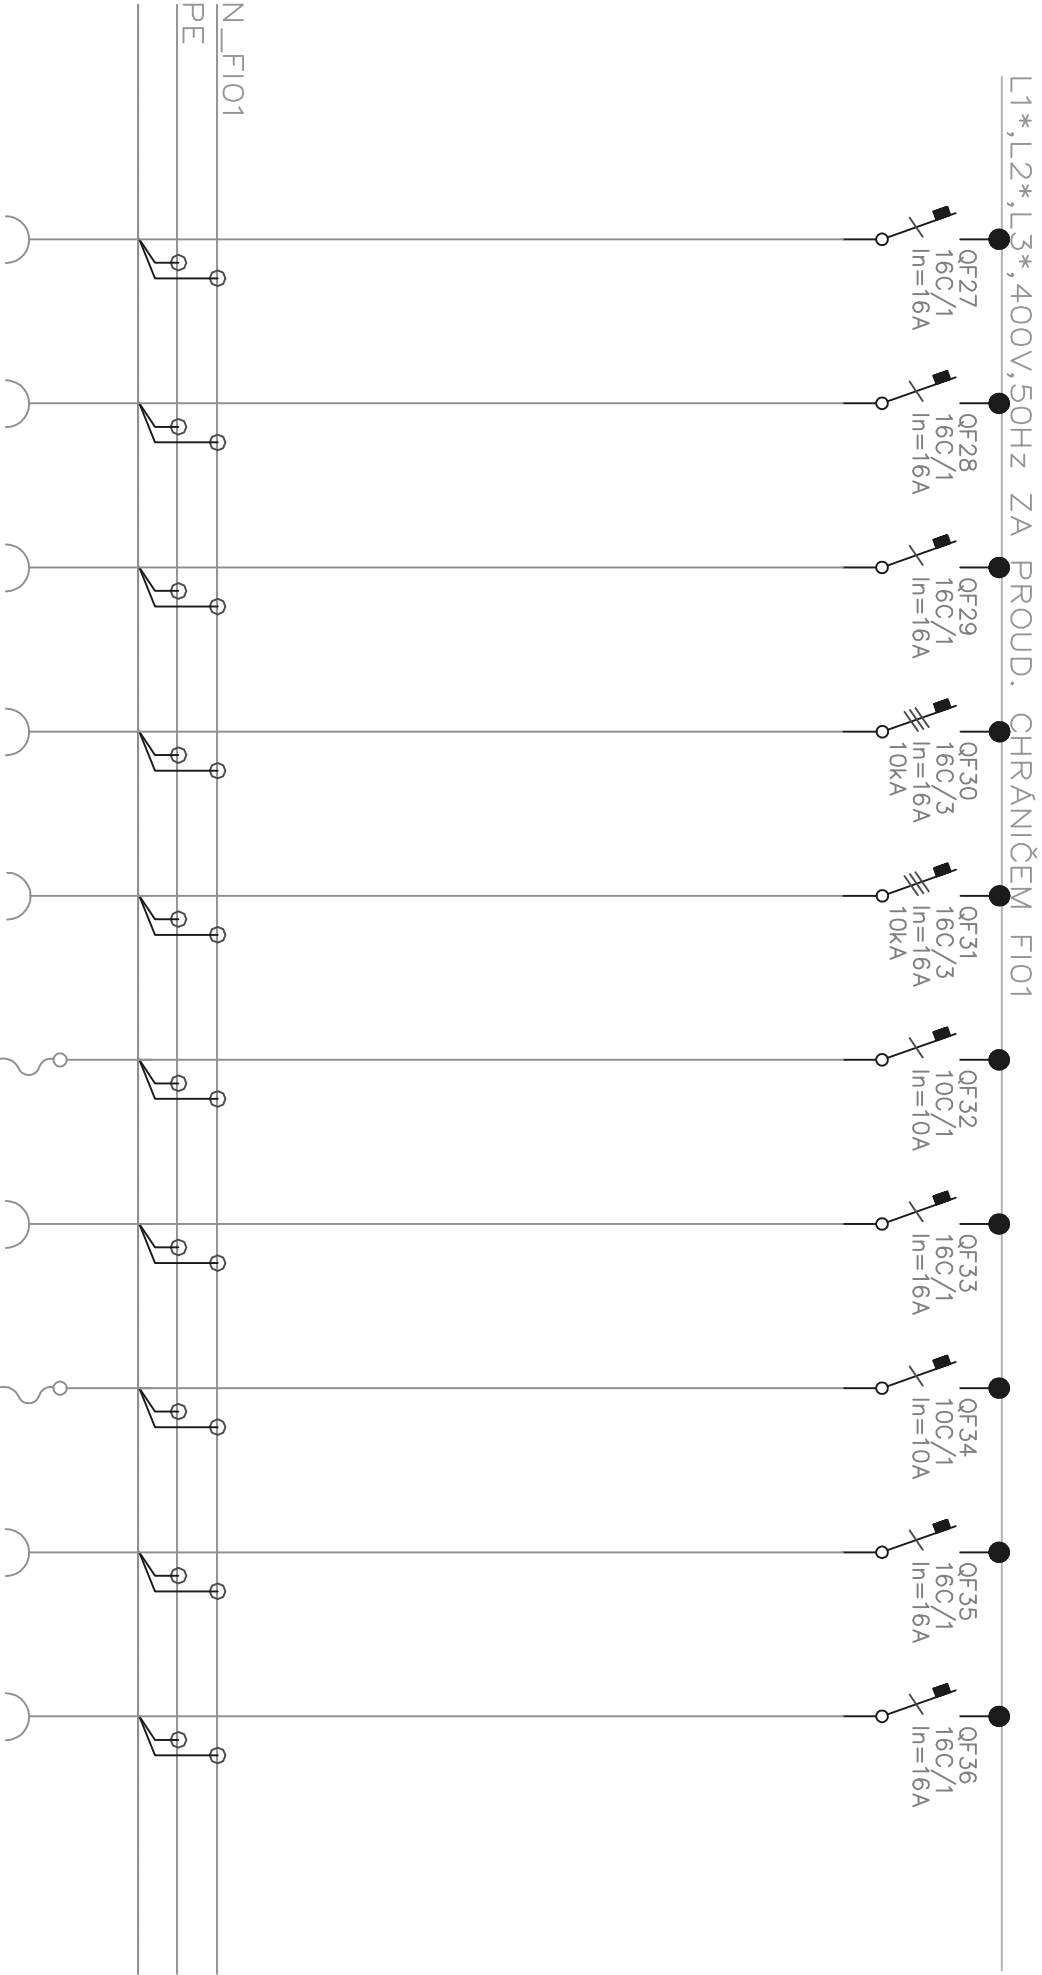 L1*,L2*,L3*,400V,50Hz ZA PROUD. CHRÁNIČEM FI01
QF27
16C/1
In=16A
QF28
16C/1
In=16A
QF29
16C/1
In=16A
QF30
16C/3
In=16A
10kA
QF31
16C/3
In=16A
10kA
QF32
10C/1
In=10A
QF33
16C/1
In=16A
QF34
10C/1
In=10A
QF35
16C/1
In=16A
QF36
16C/1
In=16A
N_FI01
PE